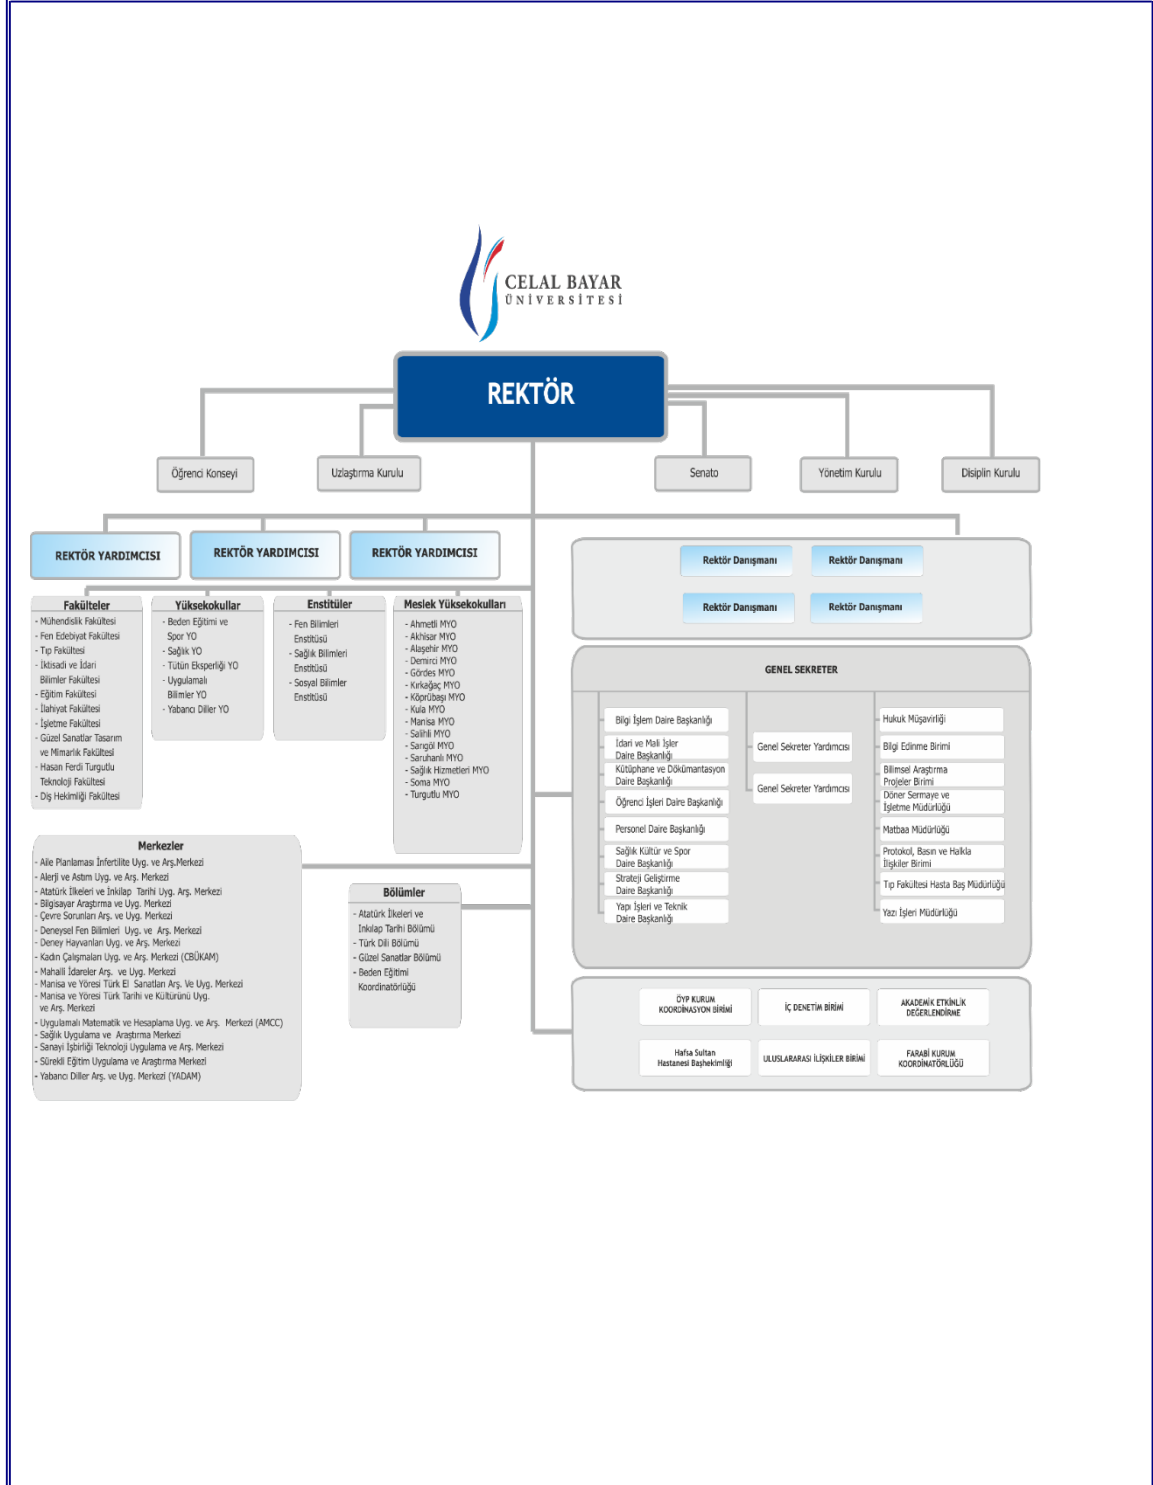 CELAL BAYAR
ÜNİVERSİTESİ
REKTÖR
Öğrenci Konseyi
Uzlaştırma Kurulu
Senato
Yönetim Kurulu
Disiplin Kurulu
REKTÖR YARDIMCISI
REKTÖR YARDIMCISI
REKTÖR YARDIMCISI
Rektör Danışmanı
Rektör Danışmanı
Rektör Danışmanı
Rektör Danışmanı
Fakülteler
- Mühendislik Fakültesi
- Fen Edebiyat Fakültesi
- Tıp Fakültesi
- İktisadi ve İdari
Bilimler Fakültesi
- Eğitim Fakültesi
- İlahiyat Fakültesi
- İşletme Fakültesi
- Güzel Sanatlar Tasarım
ve Mimarlık Fakültesi
- Hasan Ferdi Turgutlu
Teknoloji Fakültesi
- Diş Hekimliği Fakültesi
Yüksekokullar
- Beden Eğitimi ve
Spor YO
- Sağlık YO
- Tütün Eksperliği YO
- Uygulamalı
Bilimler YO
- Yabancı Diller YO
Enstitüler
- Fen Bilimleri
Enstitüsü
- Sağlık Bilimleri
Enstitüsü
- Sosyal Bilimler
Enstitüsü
Meslek Yüksekokulları
- Ahmetli MYO
- Akhisar MYO
- Alaşehir MYO
- Demirci MYO
- Gördes MYO
- Kırkağaç MYO
- Köprübaşı MYO
- Kula MYO
- Manisa MYO
- Salihli MYO
- Sarıgöl MYO
- Saruhanlı MYO
- Sağlık Hizmetleri MYO
- Soma MYO
- Turgutlu MYO
GENEL SEKRETER
Bilgi İşlem Daire Başkanlığı
İdari ve Mali İşler
Daire Başkanlığı
Kütüphane ve Dökümantasyon
Daire Başkanlığı
Öğrenci İşleri Daire Başkanlığı
Personel Daire Başkanlığı
Sağlık Kültür ve Spor
Daire Başkanlığı
Strateji Geliştirme
Daire Başkanlığı
Yapı İşleri ve Teknik
Daire Başkanlığı
Genel Sekreter Yardımcısı
Genel Sekreter Yardımcısı
Hukuk Müşavirliği
Bilgi Edinme Birimi
Bilimsel Araştırma
Projeler Birimi
Döner Sermaye ve
İşletme Müdürlüğü
Matbaa Müdürlüğü
Protokol, Basın ve Halkla
İlişkiler Birimi
Tıp Fakültesi Hasta Baş Müdürlüğü
Yazı İşleri Müdürlüğü
Merkezler
- Aile Planlaması İnfertilite Uyg. ve Arş.Merkezi
- Alerji ve Astım Uyg. ve Arş. Merkezi
- Atatürk İlkeleri ve İnkilap Tarihi Uyg. Arş. Merkezi
- Bilgisayar Araştırma ve Uyg. Merkezi
- Çevre Sorunları Arş. ve Uyg. Merkezi
- Deneysel Fen Bilimleri Uyg. ve Arş. Merkezi
- Deney Hayvanları Uyg. ve Arş. Merkezi
- Kadın Çalışmaları Uyg. ve Arş. Merkezi (CBÜKAM)
- Mahalli İdareler Arş. ve Uyg. Merkezi
- Manisa ve Yöresi Türk El Sanatları Arş. Ve Uyg. Merkezi
- Manisa ve Yöresi Türk Tarihi ve Kültürünü Uyg.
ve Arş. Merkezi
- Uygulamalı Matematik ve Hesaplama Uyg. ve Arş. Merkezi (AMCC)
- Sağlık Uygulama ve Araştırma Merkezi
- Sanayi İşbirliği Teknoloji Uygulama ve Arş. Merkezi
- Sürekli Eğitim Uygulama ve Araştırma Merkezi
- Yabancı Diller Arş. ve Uyg. Merkezi (YADAM)
Bölümler
- Atatürk İlkeleri ve
İnkılap Tarihi Bölümü
- Türk Dili Bölümü
- Güzel Sanatlar Bölümü
- Beden Eğitimi
Koordinatörlüğü
ÖYP KURUM
KOORDİNASYON BİRİMİ
İÇ DENETİM BİRİMİ
AKADEMİK ETKİNLİK
DEĞERLENDİRME
Hafsa Sultan
Hastanesi Başhekimliği
ULUSLARARASI İLİŞKİLER BİRİMİ
FARABİ KURUM
KOORDİNATÖRLÜĞÜ